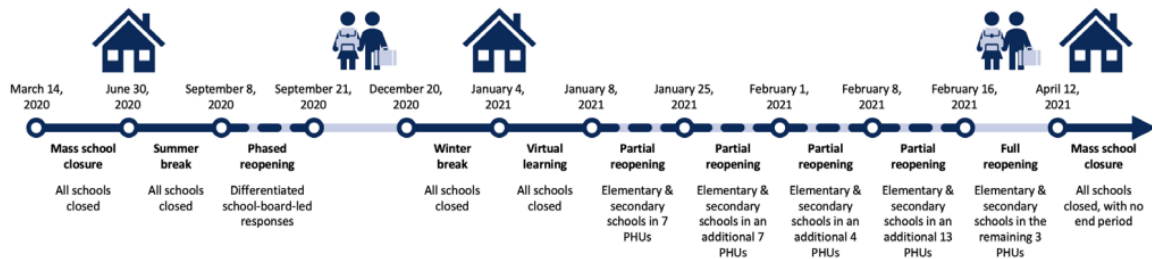 March 14,
2020
June 30,
2020
September 8,
2020
September 21,
2020
December 20,
2020
January 4,
2021
January 8,
2021
January 25,
2021
February 1,
2021
February 8,
2021
February 16,
2021
April 12,
2021
Mass school
closure
All schools
closed
Summer
break
All schools
closed
Phased
reopening
Differentiated
school-board-led
responses
Winter
break
All schools
closed
Virtual
learning
All schools
closed
Partial
reopening
Elementary &
secondary
schools in 7
PHUs
Partial
reopening
Elementary &
secondary
schools in an
additional 7
PHUs
Partial
reopening
Elementary &
secondary
schools in an
additional 4
PHUs
Partial
reopening
Elementary &
secondary
schools in an
additional 13
PHUs
Full
reopening
Elementary &
secondary
schools in the
remaining 3
PHUs
Mass school
closure
All schools
closed, with no
end period